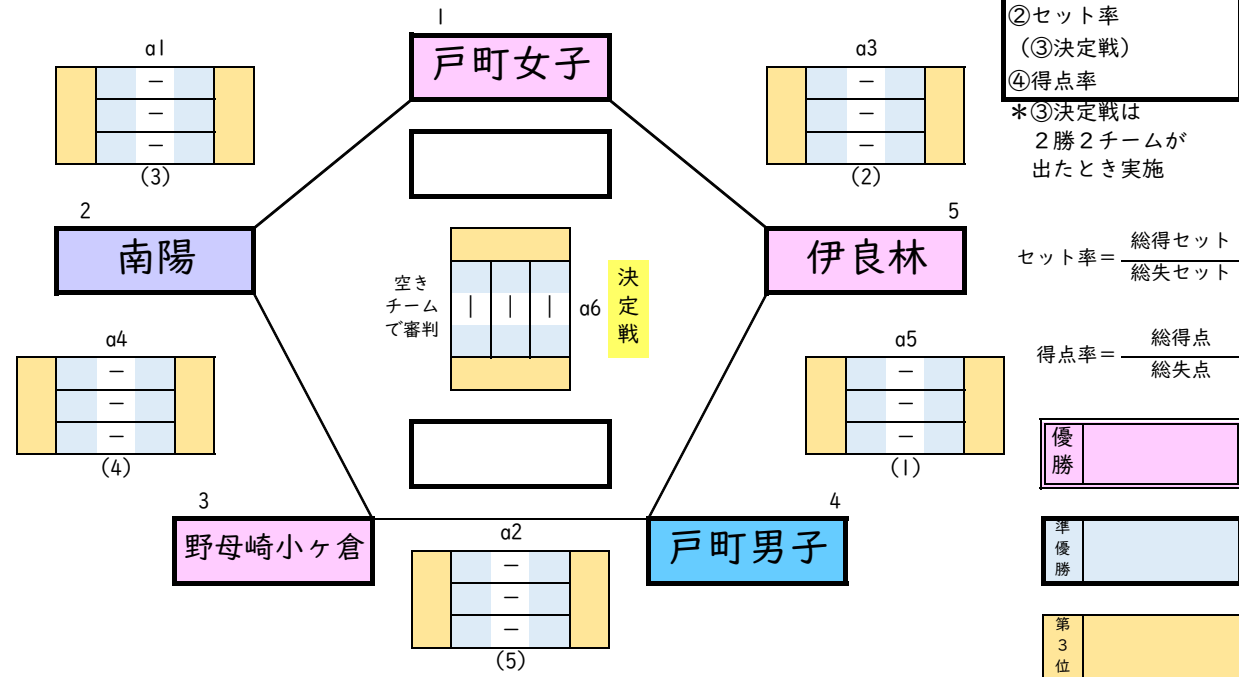 1
戸町女子
a1
－
－
－
(3)
a3
－
－
－
(2)
②セット率
(③決定戦)
④得点率
＊③決定戦は
２勝２チームが
出たとき実施
2
南陽
5
伊良林
空き
チーム
で審判
｜ ｜ ｜
a6
決
定
戦
セット率＝ 総得セット
総失セット
得点率＝ 総得点
総失点
a4
－
－
－
(4)
a5
－
－
－
(1)
3
野母崎小ヶ倉
4
戸町男子
a2
－
－
－
(5)
優
勝
準
優
勝
第
３
位